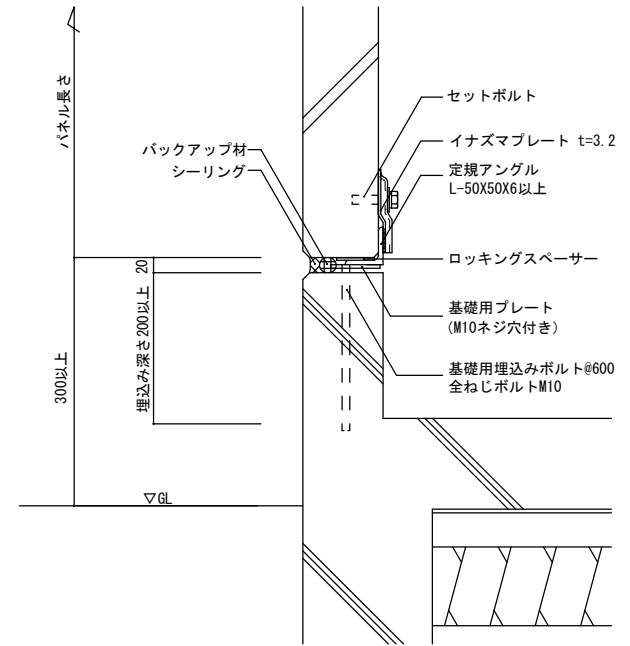 セットボルト
パネル長さ
イナズマプレート t=3.2
バックアップ材
シーリング
定規アングル
L-50X50X6以上
ロッキングスペーサー
20
基礎用プレート
(M10ネジ穴付き)
埋込み深さ200以上
300以上
基礎用埋込みボルト@600
全ねじボルトM10
▽GL